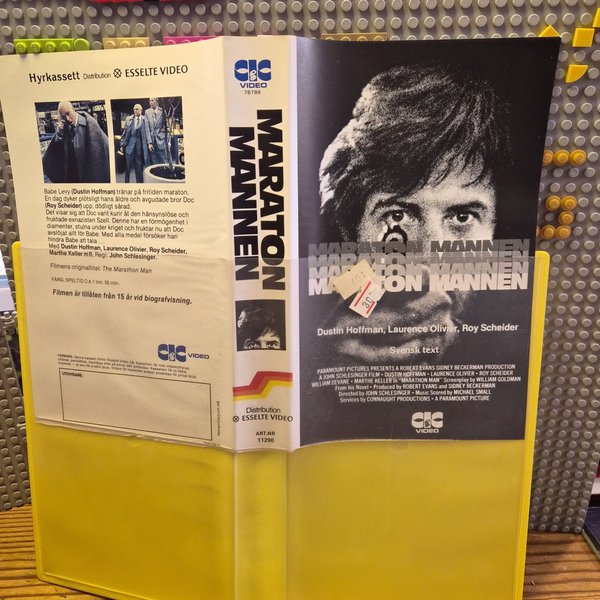 Hyrkassett Distribution ESSELTE VIDEO
Babe Levy (Dustin Hoffman) tränar på fritiden maraton.
En dag dyker plötsligt hans äldre och avgudade bror Doc
(Roy Scheider) upp, dödligt sårad.
Det visar sig att Doc varit kurir åt den hänsynslöse och
fruktade exnazisten Szell. Denne har en förmögenhet i
diamanter, stulna under kriget och fruktar nu att Doc
avslöjat allt för Babe. Med alla medel försöker han
hindra Babe att tala.
Med Dustin Hoffman, Laurence Olivier, Roy Scheider,
Marthe Keller m fl. Regi: John Schlesinger.
Filmens originaltitel: The Marathon Man
FÄRG. SPELTID CA 1 tim. 55 min.
Filmen är tillåten från 15 år vid biografvisning.
CIC VIDEO
UTHYRARE:
CIC
VIDEO
78789
MARATON
MANNEN
Distribution
ESSELTE VIDEO
ART.NR
11290
MARATON MANNEN
MARATON MANNEN
MARATON MANNEN
MARATON MANNEN
Dustin Hoffman, Laurence Olivier, Roy Scheider
Svensk text
PARAMOUNT PICTURES PRESENTS A ROBERT EVANS-SIDNEY BECKERMAN PRODUCTION
A JOHN SCHLESINGER FILM • DUSTIN HOFFMAN • LAURENCE OLIVIER • ROY SCHEIDER
WILLIAM DEVANE • MARTHE KELLER in "MARATHON MAN" Screenplay by WILLIAM GOLDMAN
From his Novel • Produced by ROBERT EVANS and SIDNEY BECKERMAN
Directed by JOHN SCHLESINGER • Music Scored by MICHAEL SMALL
Services by CONNAUGHT PRODUCTIONS • A PARAMOUNT PICTURE
CIC
VIDEO